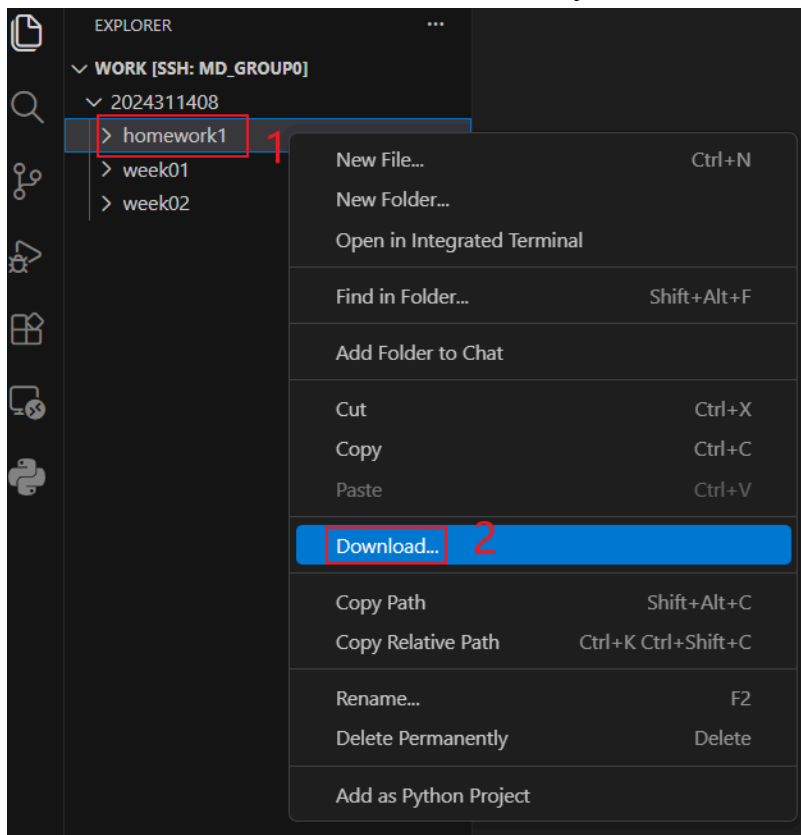 EXPLORER ...
WORK [SSH: MD_GROUP0]
2024311408
homework1 1
week01
week02
New File... Ctrl+N
New Folder...
Open in Integrated Terminal
Find in Folder... Shift+Alt+F
Add Folder to Chat
Cut Ctrl+X
Copy Ctrl+C
Paste Ctrl+V
Download... 2
Copy Path Shift+Alt+C
Copy Relative Path Ctrl+K Ctrl+Shift+C
Rename... F2
Delete Permanently Delete
Add as Python Project